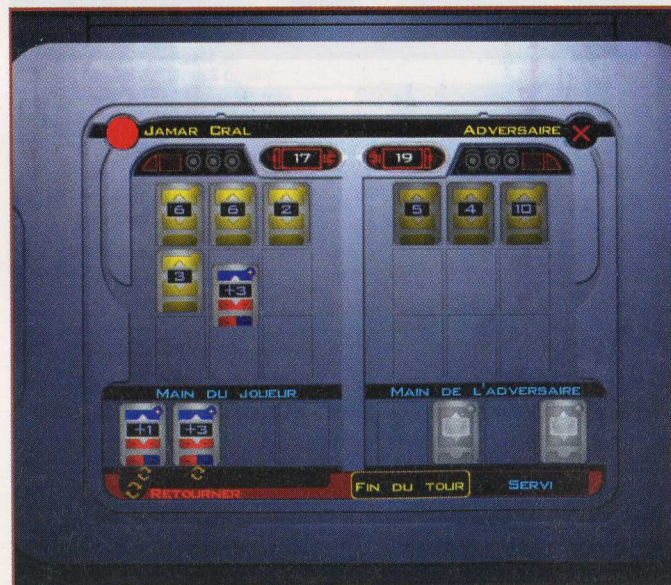 JAMAR CRAL
ADVERSAIRE
17
19
6 6 2
5 4 10
3 +3
MAIN DU JOUEUR
MAIN DE L'ADVERSAIRE
+1 +3
RETOURNER
FIN DU TOUR
SERVI